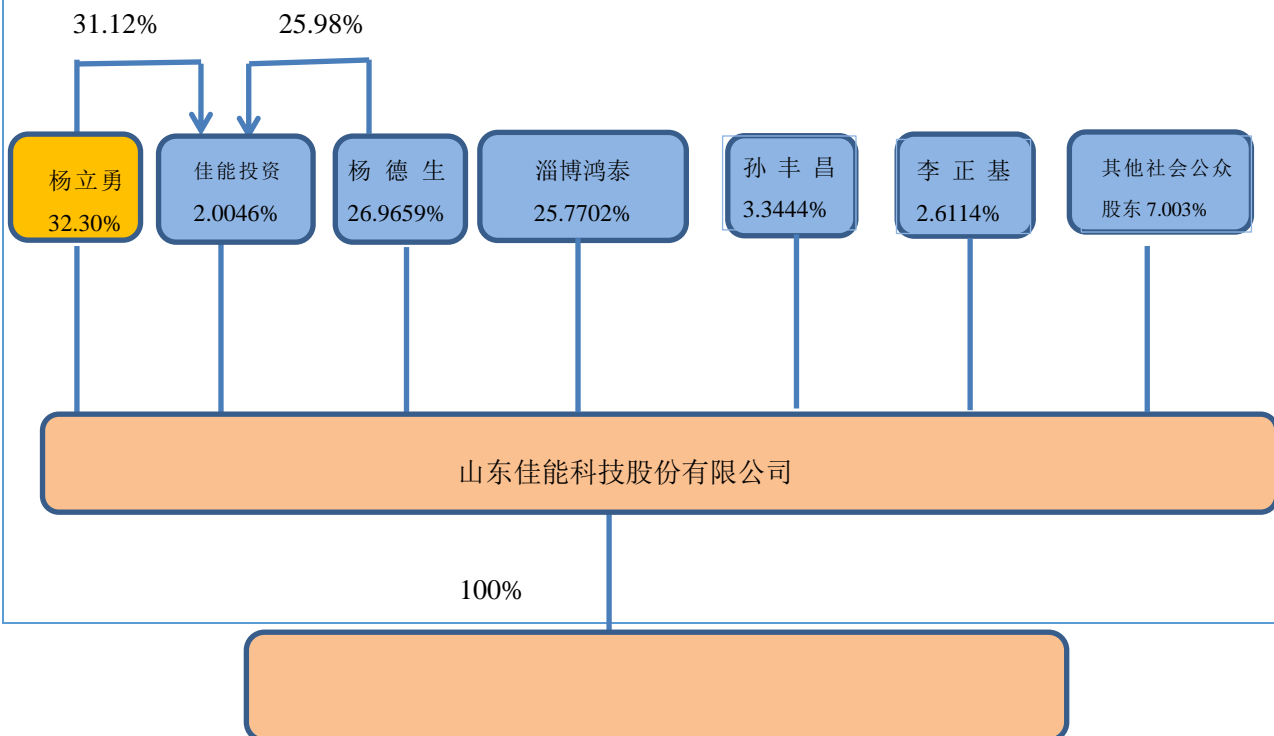 31.12%
25.98%
杨立勇
32.30%
佳能投资
2.0046%
杨德生
26.9659%
淄博鸿泰
25.7702%
孙丰昌
3.3444%
李正基
2.6114%
其他社会公众
股东 7.003%
山东佳能科技股份有限公司
100%